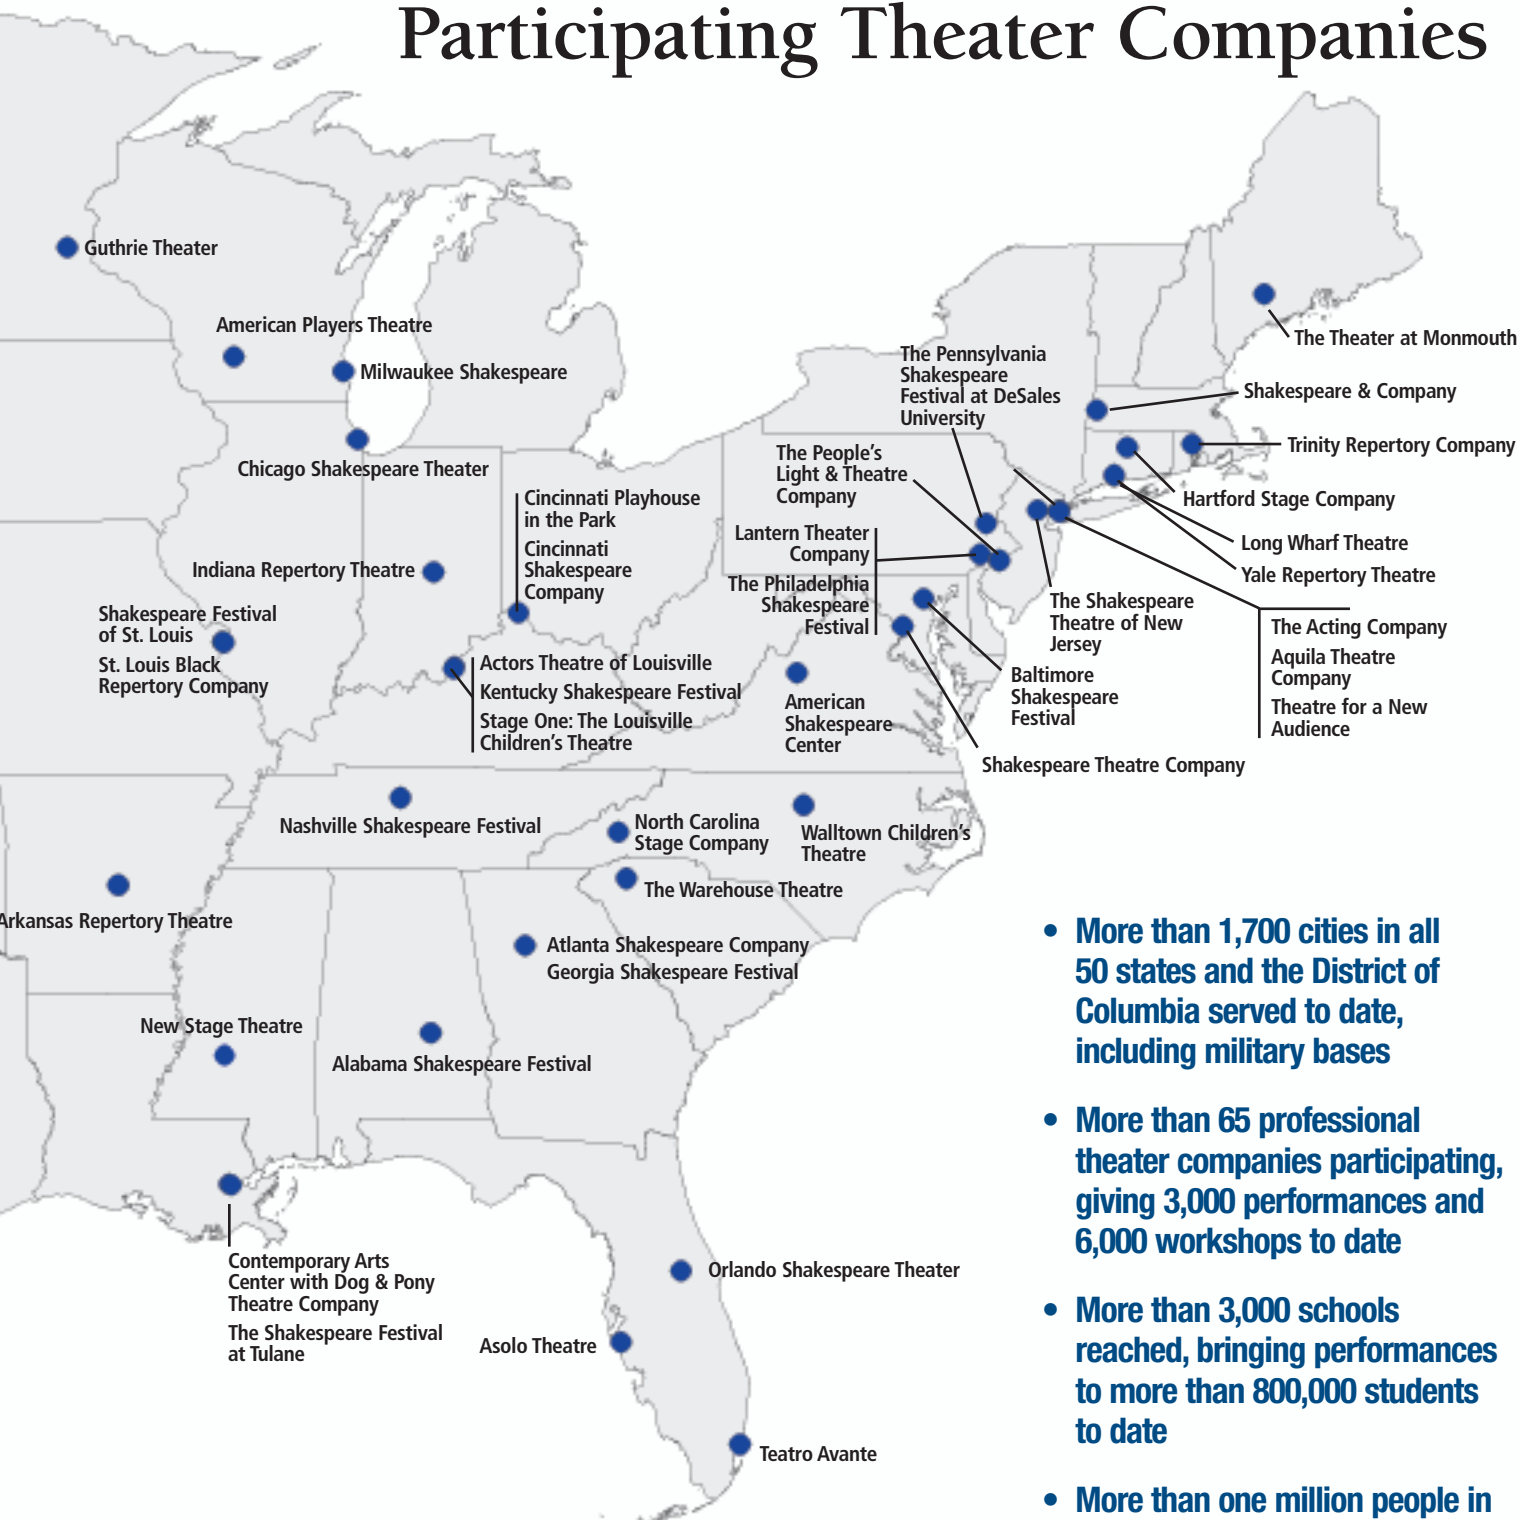 Participating Theater Companies
Guthrie Theater
American Players Theatre
Milwaukee Shakespeare
Chicago Shakespeare Theater
Indiana Repertory Theatre
Shakespeare Festival
of St. Louis
St. Louis Black
Repertory Company
Cincinnati Playhouse
in the Park
Cincinnati
Shakespeare
Company
Actors Theatre of Louisville
Kentucky Shakespeare Festival
Stage One: The Louisville
Children's Theatre
The Pennsylvania
Shakespeare
Festival at DeSales
University
The People's
Light & Theatre
Company
Lantern Theater
Company
The Philadelphia
Shakespeare
Festival
American
Shakespeare
Center
The Theater at Monmouth
Shakespeare & Company
Trinity Repertory Company
Hartford Stage Company
Long Wharf Theatre
Yale Repertory Theatre
The Shakespeare
Theatre of New
Jersey
The Acting Company
Aquila Theatre
Company
Theatre for a New
Audience
Baltimore
Shakespeare
Festival
Shakespeare Theatre Company
Nashville Shakespeare Festival
North Carolina
Stage Company
Walltown Children's
Theatre
The Warehouse Theatre
Arkansas Repertory Theatre
Atlanta Shakespeare Company
Georgia Shakespeare Festival
New Stage Theatre
Alabama Shakespeare Festival
Contemporary Arts
Center with Dog & Pony
Theatre Company
The Shakespeare Festival
at Tulane
Orlando Shakespeare Theater
Asolo Theatre
Teatro Avante
• More than 1,700 cities in all
50 states and the District of
Columbia served to date,
including military bases
• More than 65 professional
theater companies participating,
giving 3,000 performances and
6,000 workshops to date
• More than 3,000 schools
reached, bringing performances
to more than 800,000 students
to date
• More than one million people in